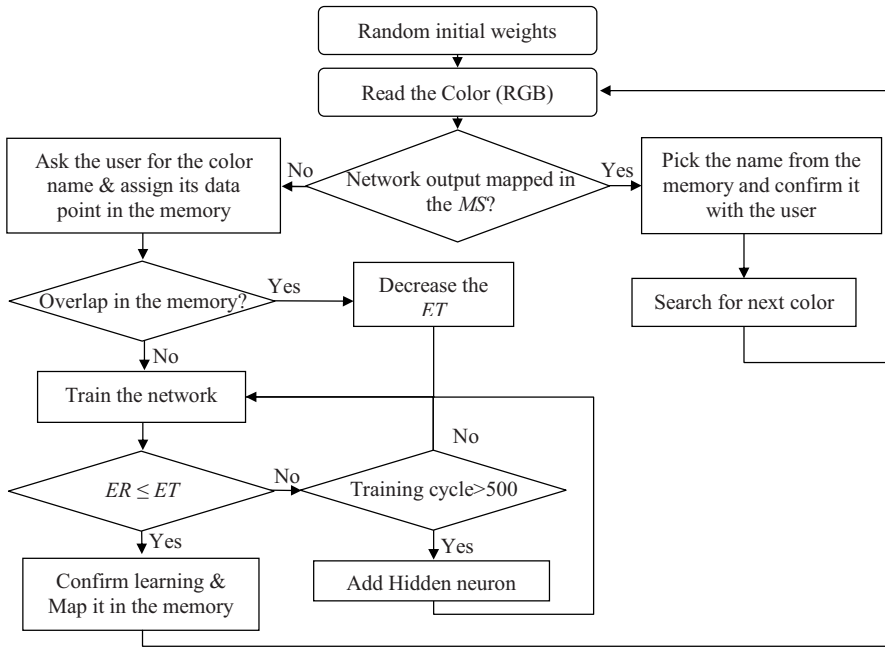 Random initial weights
Read the Color (RGB)
Ask the user for the color
name & assign its data
point in the memory
No
Network output mapped in
the MS?
Yes
Pick the name from the
memory and confirm it
with the user
Overlap in the memory?
Yes
Decrease the
ET
Search for next color
No
Train the network
No
ER ≤ ET
No
Training cycle>500
Yes
Yes
Confirm learning &
Map it in the memory
Add Hidden neuron